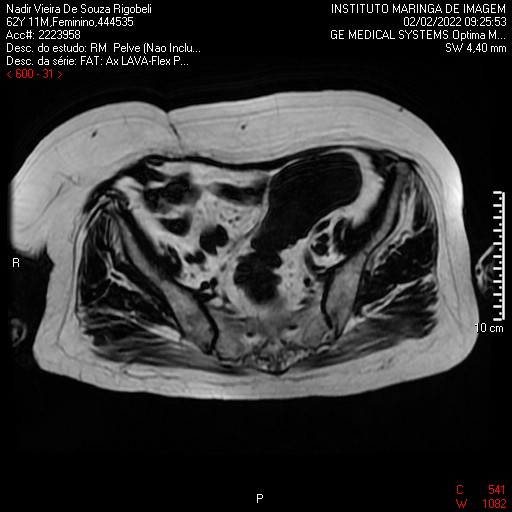 Nadir Vieira De Souza Rigobeli
62Y 11M,Feminino,444535
Acc#: 2223958
Desc. do estudo: RM Pelve (Nao Inclu...
Desc. da série: FAT: Ax LAVA-Flex P...
< 600 - 31 >
INSTITUTO MARINGA DE IMAGEM
02/02/2022 09:25:53
GE MEDICAL SYSTEMS Optima M...
SW 4,40 mm
R
10 cm
P
C 541
W 1082